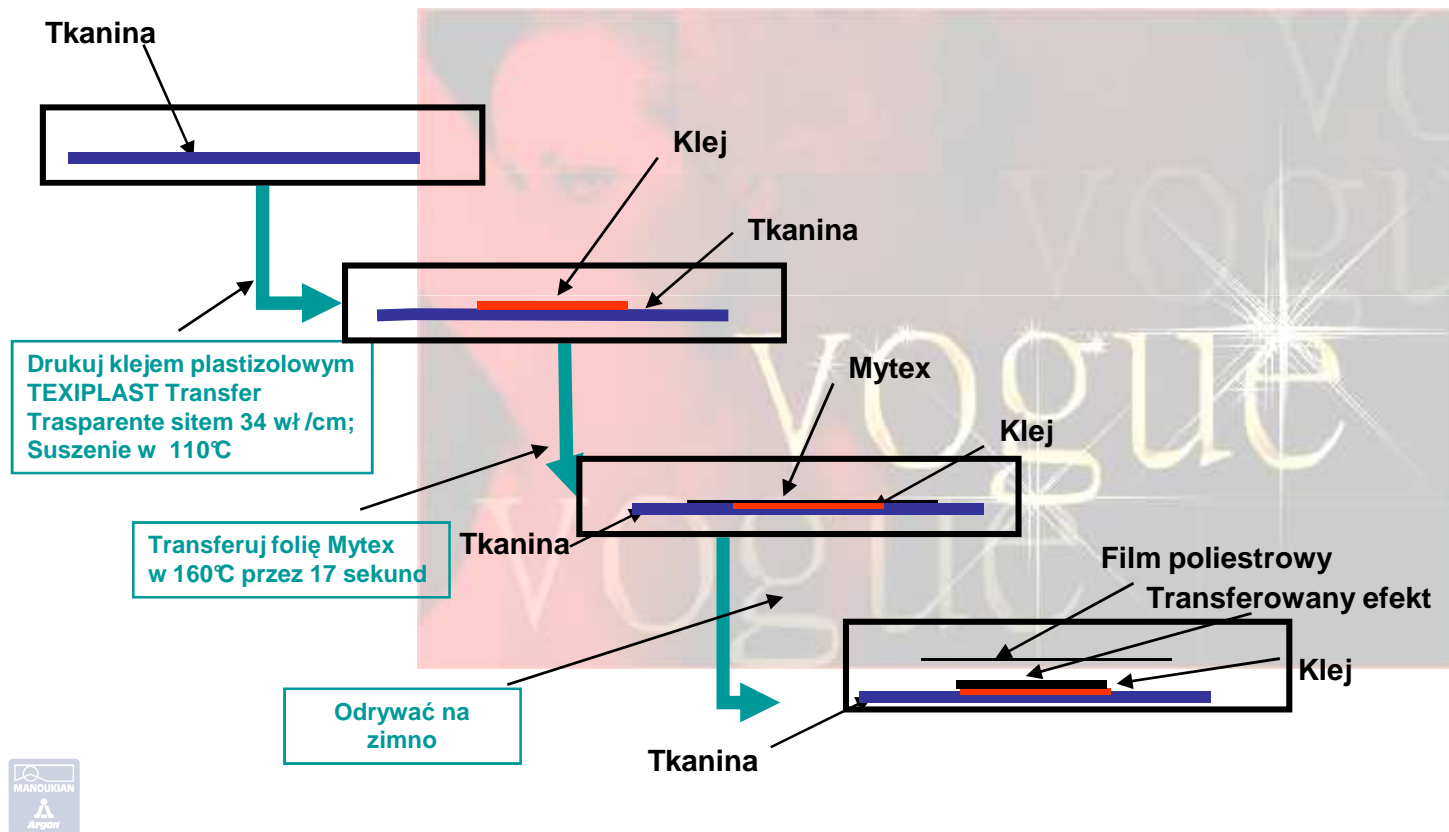 Tkanina
Klej
Tkanina
Drukuj klejem plastizolowym
TEXIPLAST Transfer
Trasparente sitem 34 wł /cm;
Suszenie w 110°C
Mytex
Klej
Tkanina
Transferuj folię Mytex
w 160°C przez 17 sekund
Film poliestrowy
Transferowany efekt
Klej
Odrywać na
zimno
Tkanina
VO
vogu
vogue
vogue
MANOUKIAN
Argon